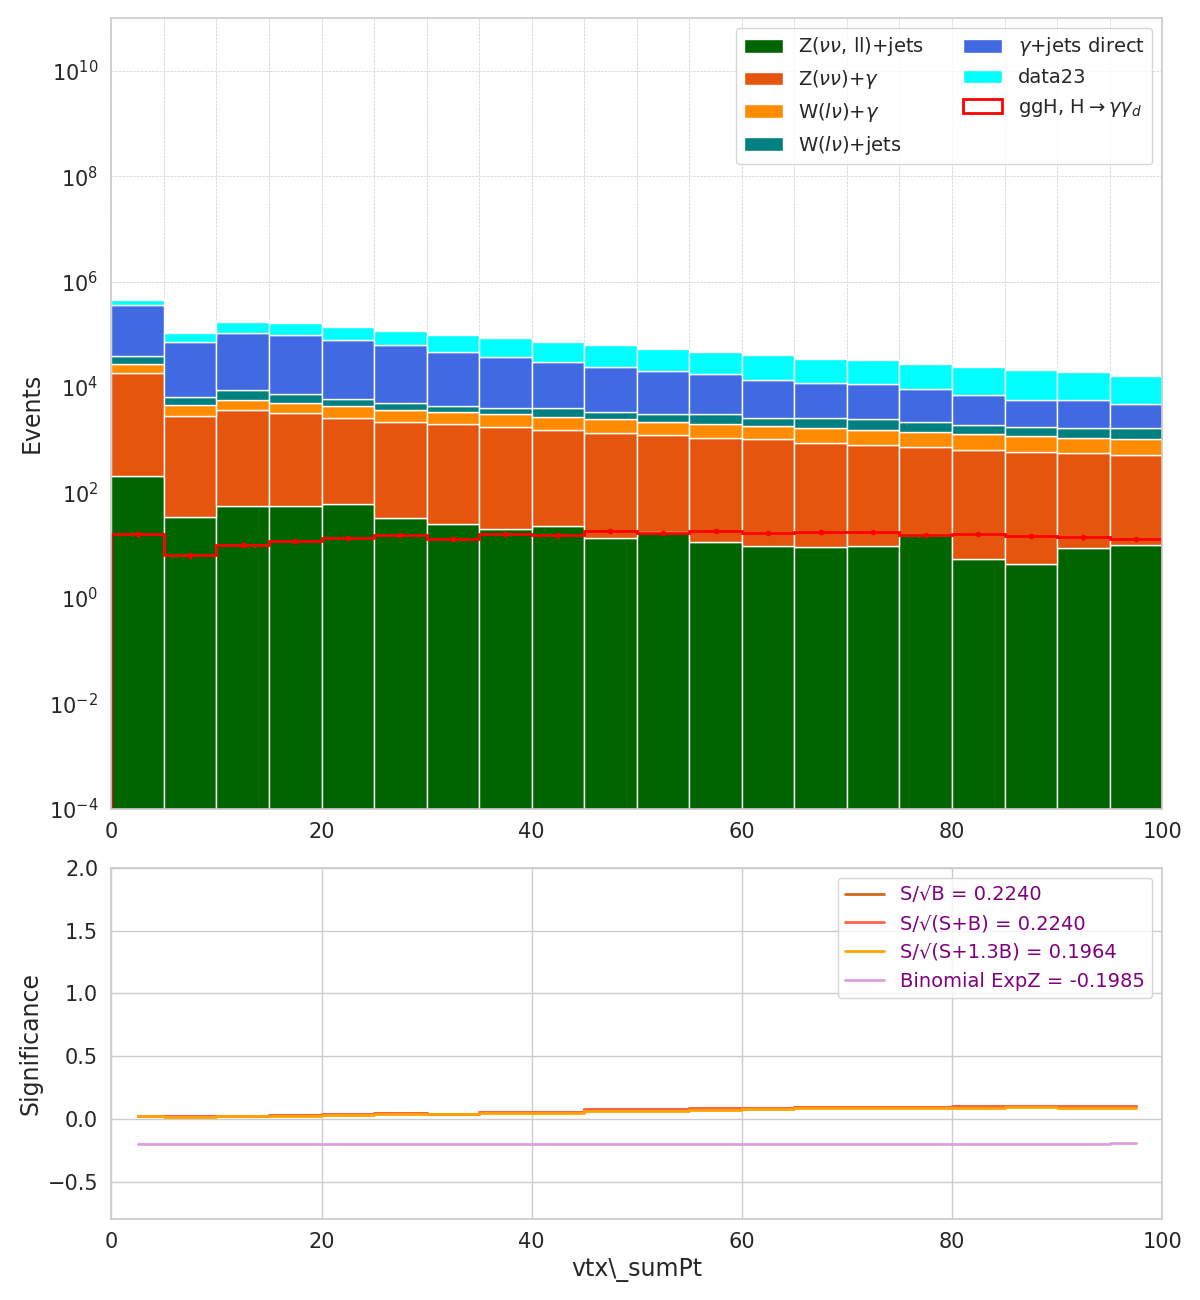 Z(νν, ll)+jets
Z(νν)+γ
W(lν)+γ
W(lν)+jets
γ+jets direct
data23
ggH, H→γγ_d
Events
10^10
10^8
10^6
10^4
10^2
10^0
10^−2
10^−4
0 20 40 60 80 100
S/√B = 0.2240
S/√(S+B) = 0.2240
S/√(S+1.3B) = 0.1964
Binomial ExpZ = -0.1985
Significance
2.0
1.5
1.0
0.5
0.0
−0.5
0 20 40 60 80 100
vtx\_sumPt